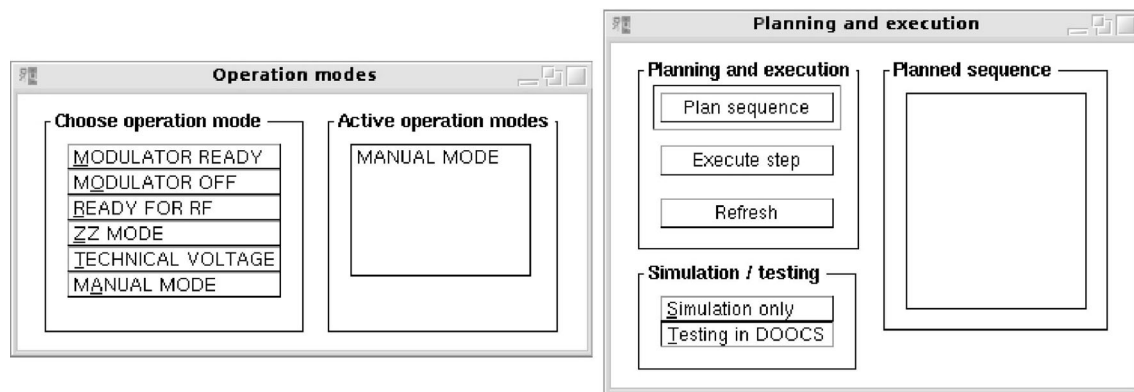 Operation modes
Choose operation mode
MODULATOR READY
MODULATOR OFF
READY FOR RF
ZZ MODE
TECHNICAL VOLTAGE
MANUAL MODE
Active operation modes
MANUAL MODE
Planning and execution
Planning and execution
Plan sequence
Execute step
Refresh
Simulation / testing
Simulation only
Testing in DOOCS
Planned sequence